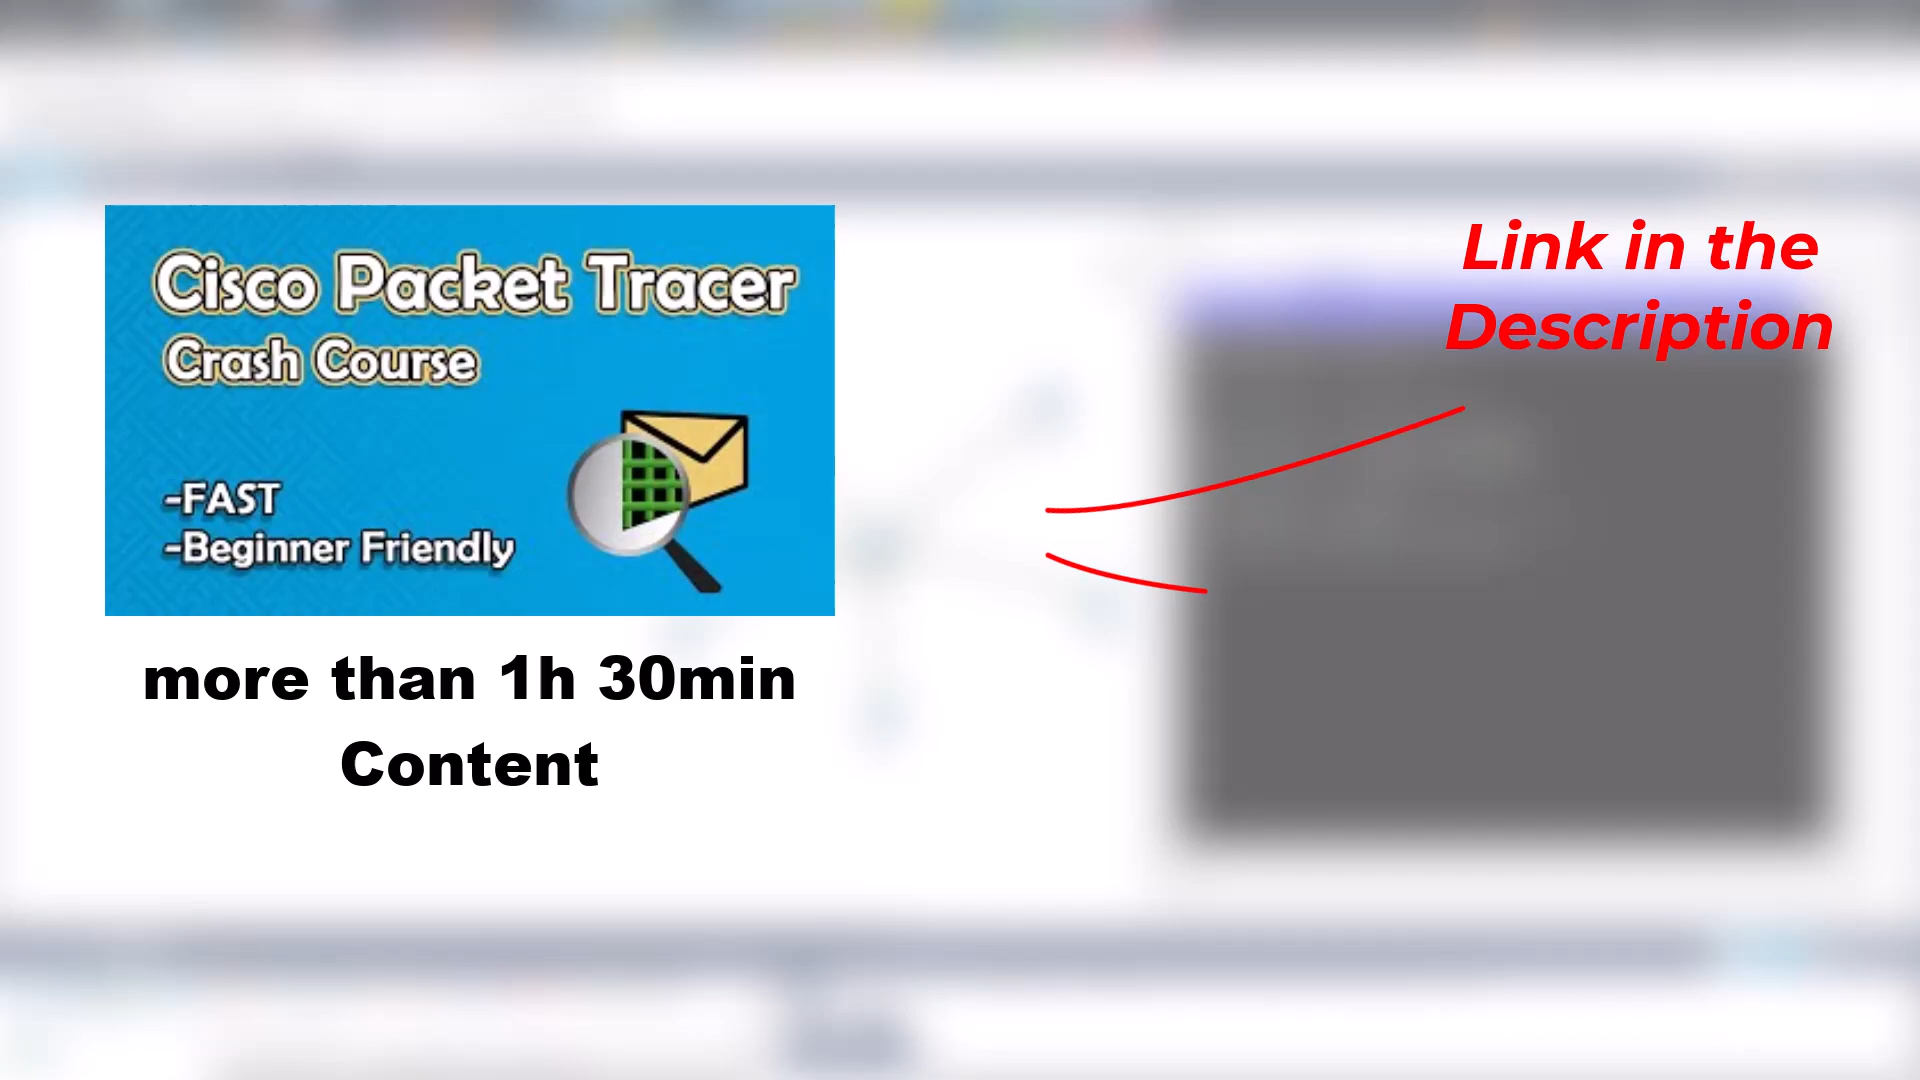 Cisco Packet Tracer
Crash Course
-FAST
-Beginner Friendly
more than 1h 30min
Content
Link in the
Description